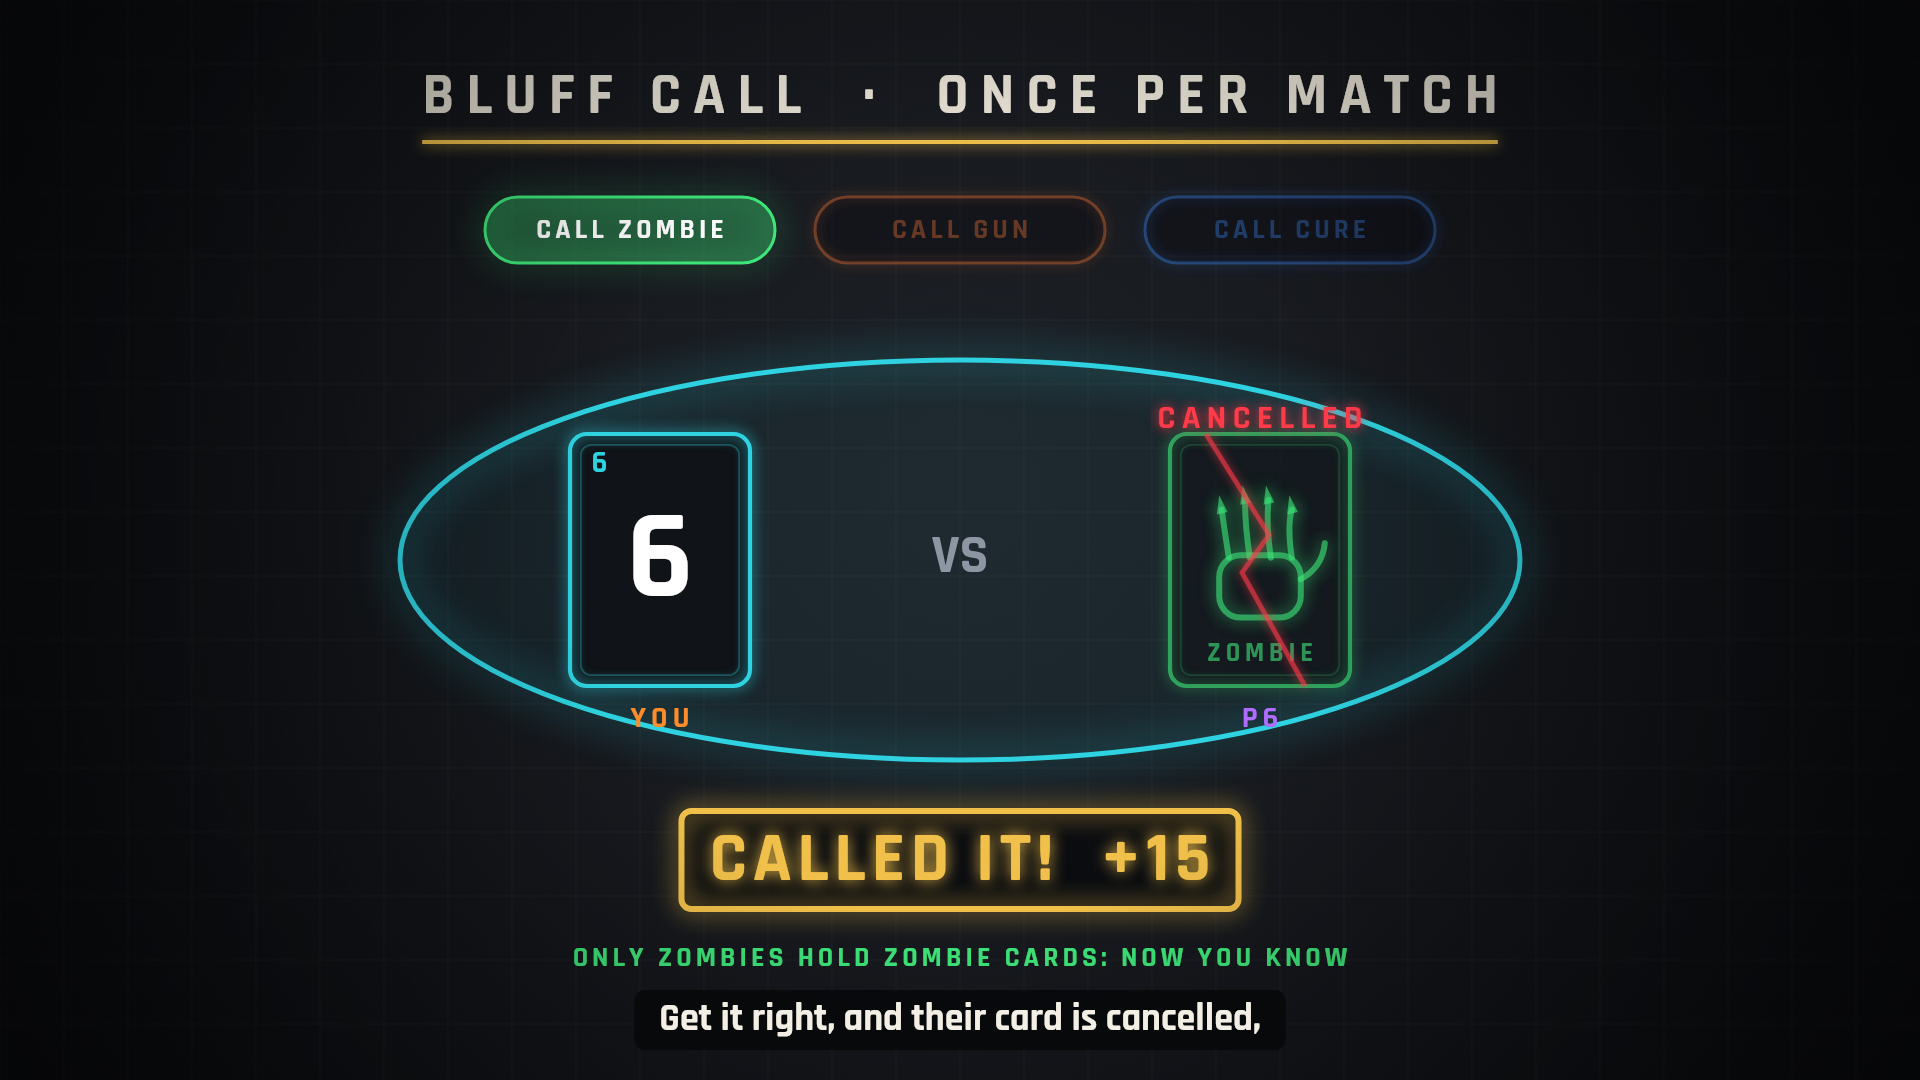 BLUFF CALL · ONCE PER MATCH
CALL ZOMBIE
CALL GUN
CALL CURE
CANCELLED
6
6
VS
ZOMBIE
YOU
P6
CALLED IT! +15
ONLY ZOMBIES HOLD ZOMBIE CARDS: NOW YOU KNOW
Get it right, and their card is cancelled,